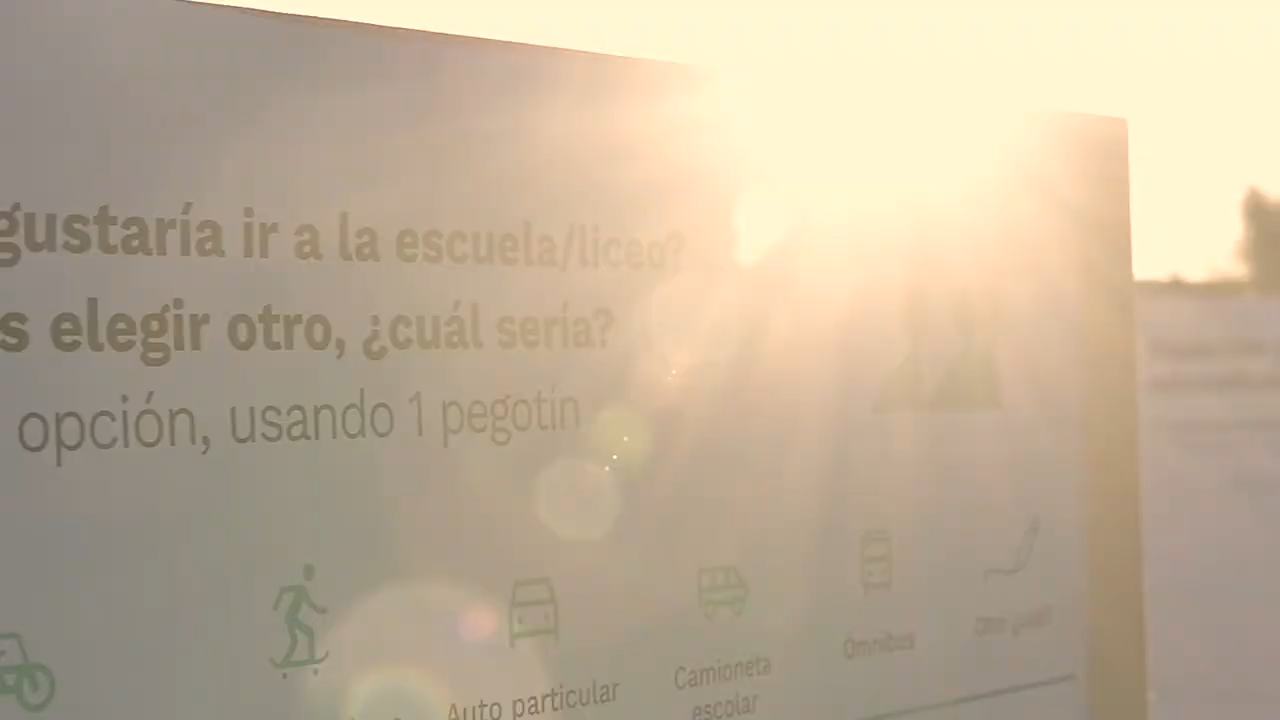 gustaría ir a la escuela/liceo?
s elegir otro, ¿cuál sería?
opción, usando 1 pegotín
Auto particular
Camioneta
escolar
Ómnibus